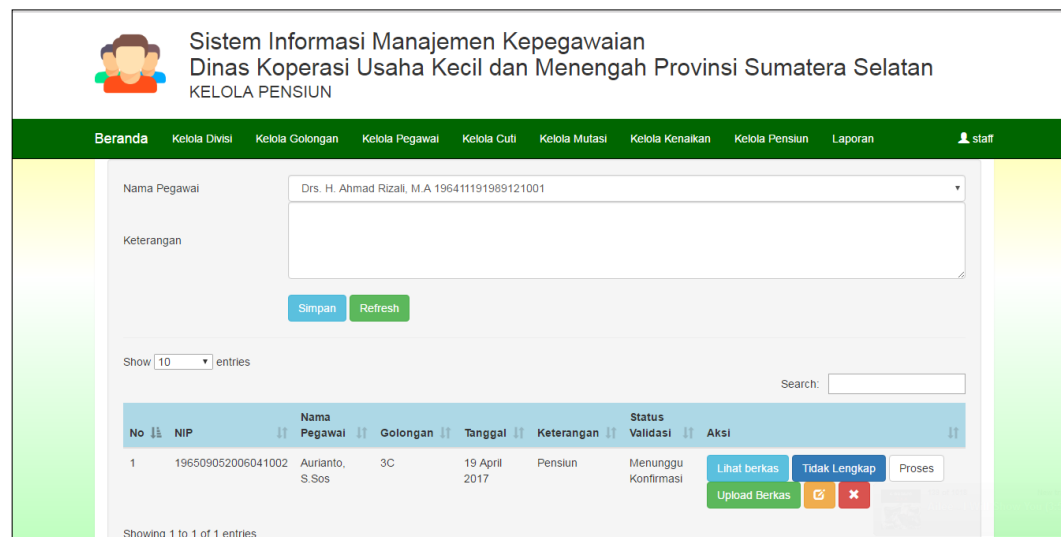 Sistem Informasi Manajemen Kepegawaian
Dinas Koperasi Usaha Kecil dan Menengah Provinsi Sumatera Selatan
KELOLA PENSIUN
Beranda Kelola Divisi Kelola Golongan Kelola Pegawai Kelola Cuti Kelola Mutasi Kelola Kenaikan Kelola Pensiun Laporan staff
Nama Pegawai Drs. H. Ahmad Rizali, M.A 196411191989121001
Keterangan
Simpan Refresh
Show 10 entries
Search:
No NIP Nama Pegawai Golongan Tanggal Keterangan Status Validasi Aksi
1 196509052006041002 Aurianto, S.Sos 3C 19 April 2017 Pensiun Menunggu Konfirmasi Lihat berkas Tidak Lengkap Proses
Upload Berkas
Showing 1 to 1 of 1 entries